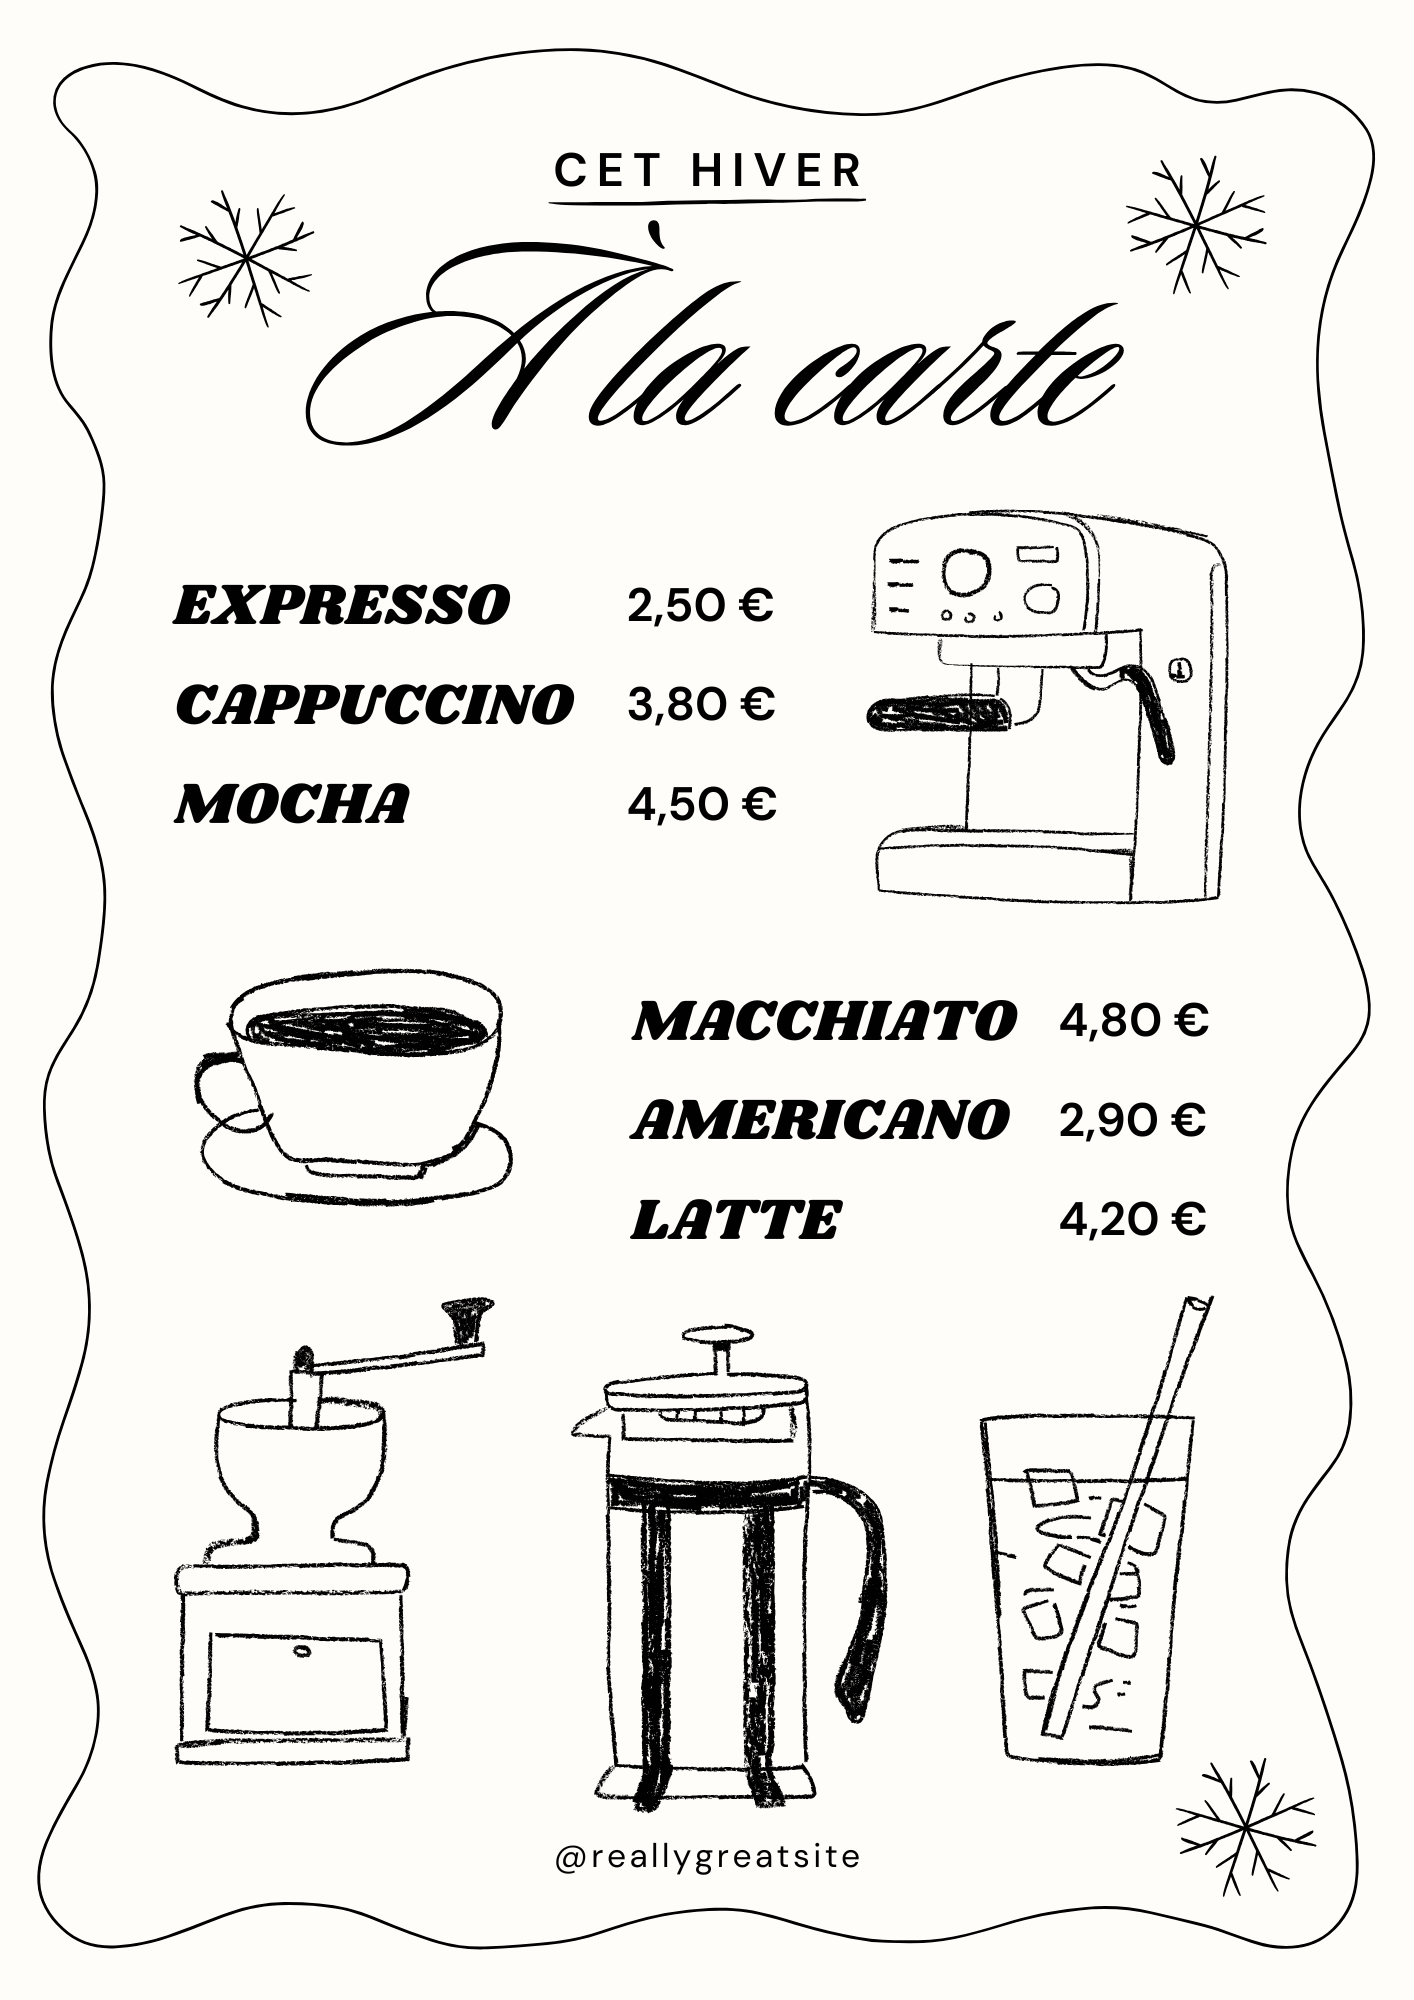 CET HIVER
À la carte
EXPRESSO 2,50 €
CAPPUCCINO 3,80 €
MOCHA 4,50 €
MACCHIATO 4,80 €
AMERICANO 2,90 €
LATTE 4,20 €
@reallygreatsite